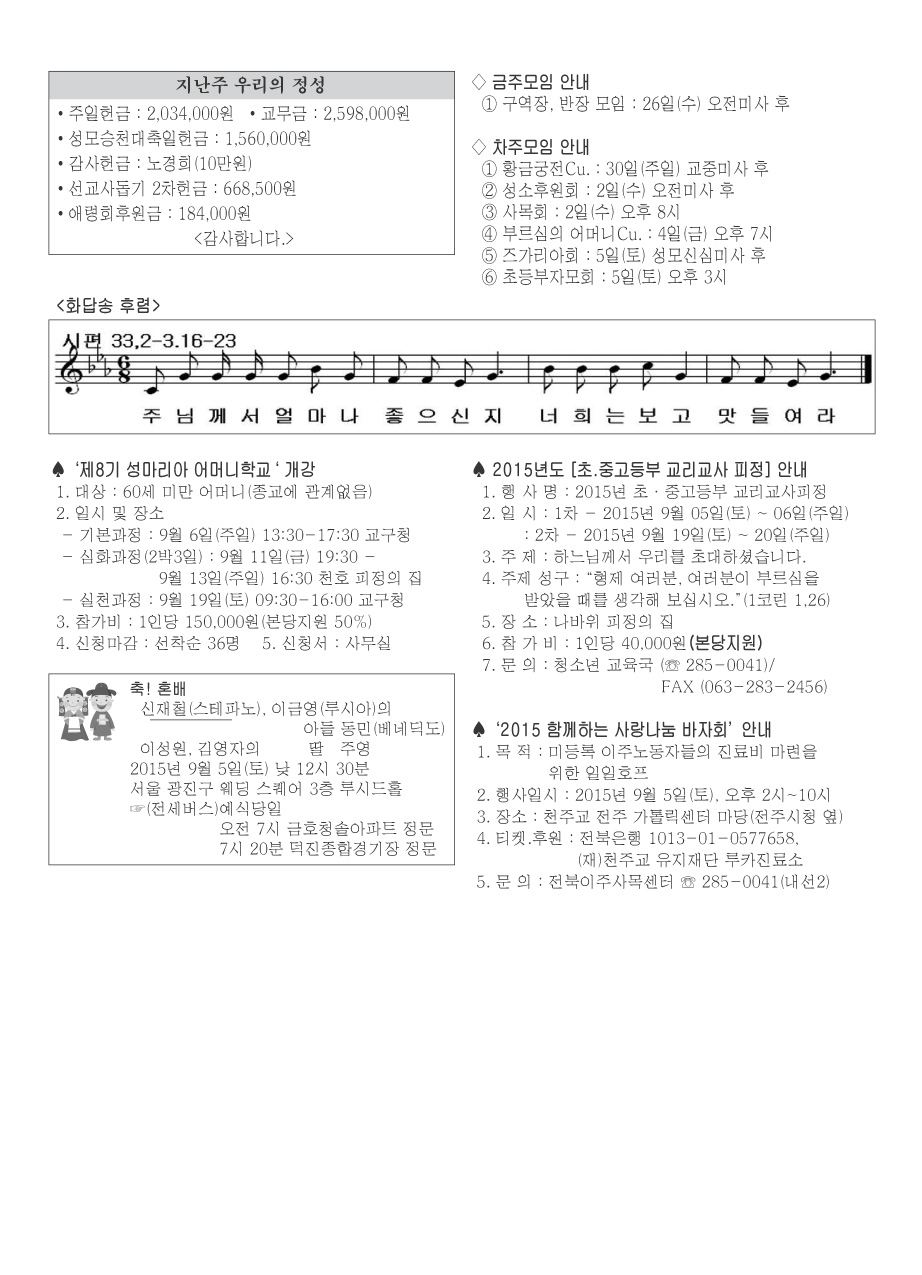 지난주 우리의 정성
• 주일헌금 : 2,034,000원 • 교무금 : 2,598,000원
• 성모승천대축일헌금 : 1,560,000원
• 감사헌금 : 노경희(10만원)
• 선교사돕기 2차헌금 : 668,500원
• 애령회후원금 : 184,000원
<감사합니다.>
◇ 금주모임 안내
① 구역장, 반장 모임 : 26일(수) 오전미사 후
◇ 차주모임 안내
① 황금궁전Cu. : 30일(주일) 교중미사 후
② 성소후원회 : 2일(수) 오전미사 후
③ 사목회 : 2일(수) 오후 8시
④ 부르심의 어머니Cu. : 4일(금) 오후 7시
⑤ 즈가리아회 : 5일(토) 성모신심미사 후
⑥ 초등부자모회 : 5일(토) 오후 3시
<화답송 후렴>
시편 33,2-3.16-23
6
8
주 님 께 서 얼 마 나 좋 으 신 지 너 희 는 보 고 맛 들 여 라
♠ ‘제8기 성마리아 어머니학교‘ 개강
1. 대상 : 60세 미만 어머니(종교에 관계없음)
2. 일시 및 장소
- 기본과정 : 9월 6일(주일) 13:30-17:30 교구청
- 심화과정(2박3일) : 9월 11일(금) 19:30 -
9월 13일(주일) 16:30 천호 피정의 집
- 실천과정 : 9월 19일(토) 09:30-16:00 교구청
3. 참가비 : 1인당 150,000원(본당지원 50%)
4. 신청마감 : 선착순 36명 5. 신청서 : 사무실
축! 혼배
신재철(스테파노), 이금영(루시아)의
아들 동민(베네딕도)
이성원, 김영자의 딸 주영
2015년 9월 5일(토) 낮 12시 30분
서울 광진구 웨딩 스퀘어 3층 루시드홀
☞(전세버스)예식당일
오전 7시 금호청솔아파트 정문
7시 20분 덕진종합경기장 정문
♠ 2015년도 [초.중고등부 교리교사 피정] 안내
1. 행 사 명 : 2015년 초 · 중고등부 교리교사피정
2. 일 시 : 1차 - 2015년 9월 05일(토) ~ 06일(주일)
: 2차 - 2015년 9월 19일(토) ~ 20일(주일)
3. 주 제 : 하느님께서 우리를 초대하셨습니다.
4. 주제 성구 : “형제 여러분, 여러분이 부르심을
받았을 때를 생각해 보십시오.”(1코린 1,26)
5. 장 소 : 나바위 피정의 집
6. 참 가 비 : 1인당 40,000원(본당지원)
7. 문 의 : 청소년 교육국 (☏ 285-0041)/
FAX (063-283-2456)
♠ ‘2015 함께하는 사랑나눔 바자회’ 안내
1. 목 적 : 미등록 이주노동자들의 진료비 마련을
위한 일일호프
2. 행사일시 : 2015년 9월 5일(토), 오후 2시~10시
3. 장소 : 천주교 전주 가톨릭센터 마당(전주시청 옆)
4. 티켓.후원 : 전북은행 1013-01-0577658,
(재)천주교 유지재단 루카진료소
5. 문 의 : 전북이주사목센터 ☏ 285-0041(내선2)